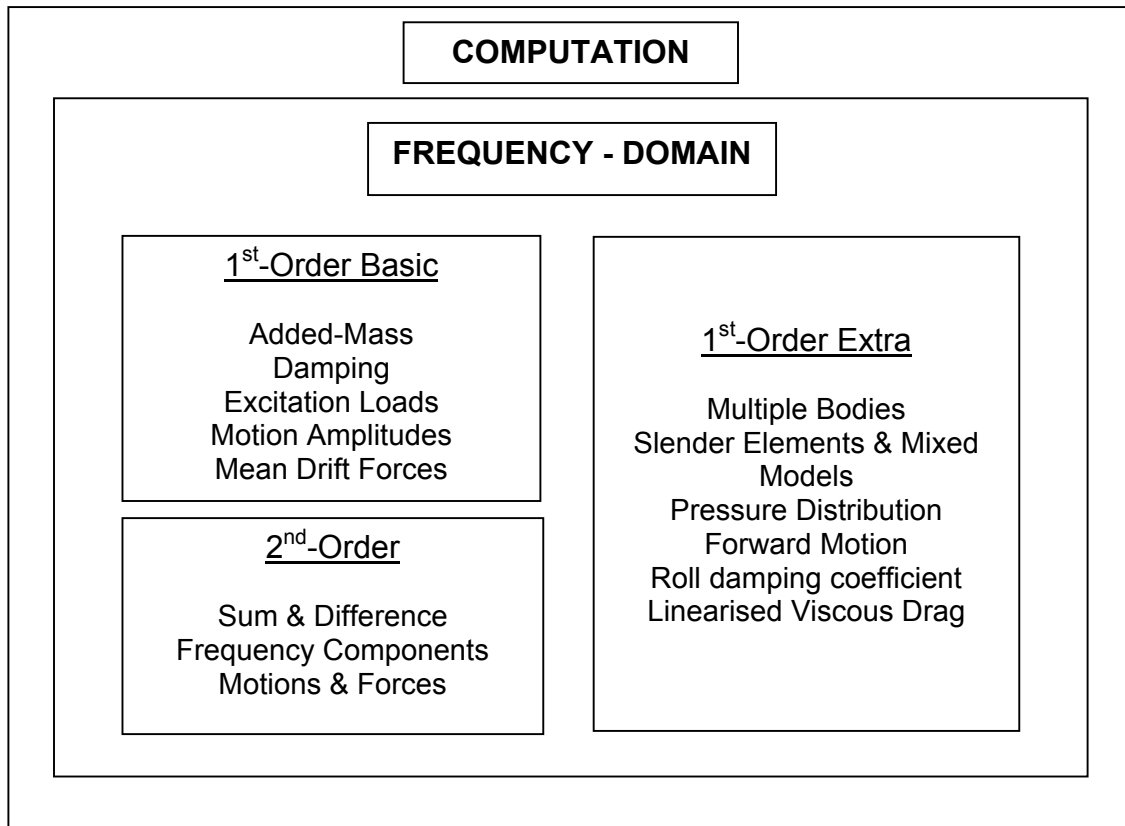 COMPUTATION
FREQUENCY - DOMAIN
1st-Order Basic
Added-Mass
Damping
Excitation Loads
Motion Amplitudes
Mean Drift Forces
2nd-Order
Sum & Difference
Frequency Components
Motions & Forces
1st-Order Extra
Multiple Bodies
Slender Elements & Mixed
Models
Pressure Distribution
Forward Motion
Roll damping coefficient
Linearised Viscous Drag